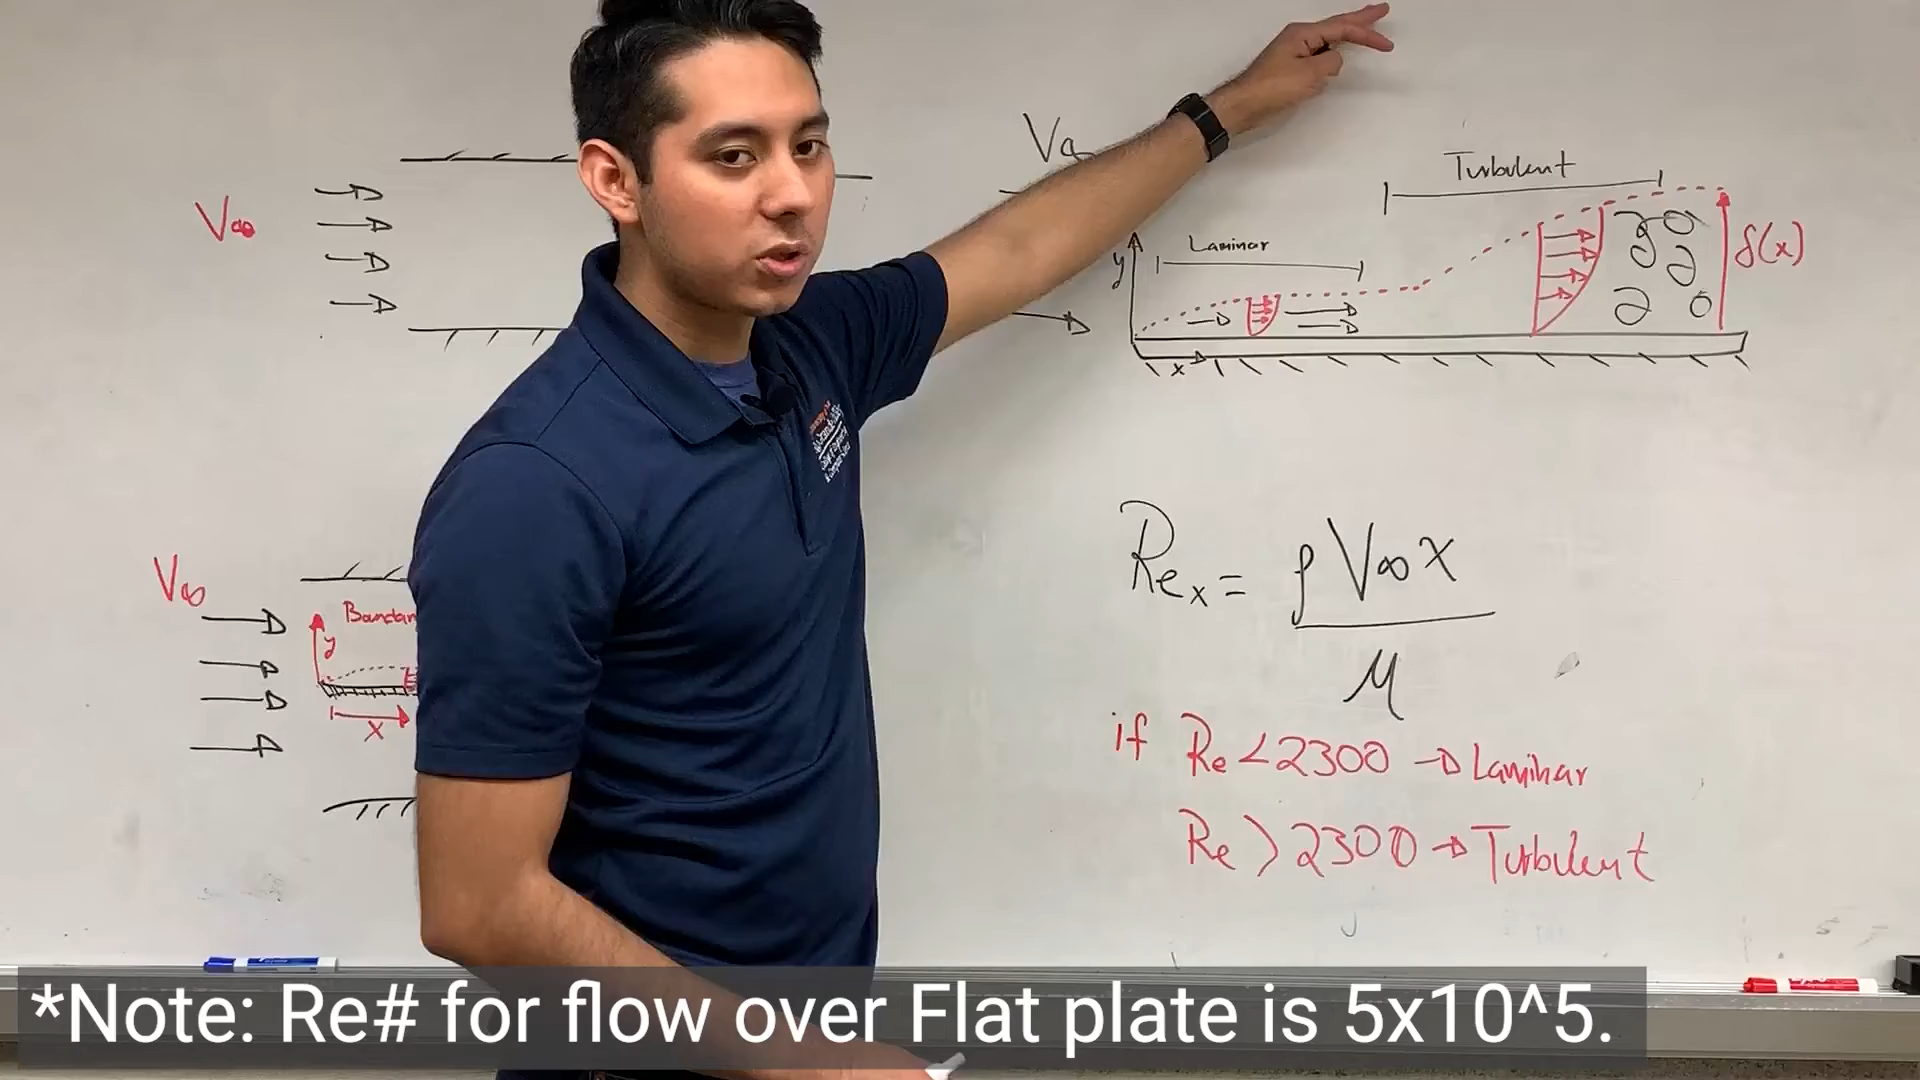 V∞
V∞
Turbulent
Laminar
y
δ(x)
x
Re_x = ρ V∞ x / μ
V∞
Boundar
y
x
if Re < 2300 → Laminar
Re > 2300 → Turbulent
*Note: Re# for flow over Flat plate is 5x10^5.